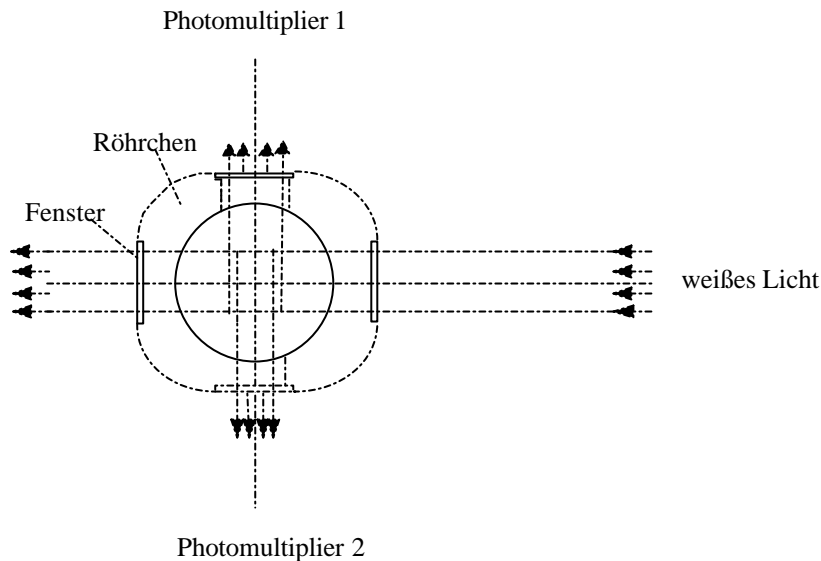 Photomultiplier 1
Röhrchen
Fenster
weißes Licht
Photomultiplier 2